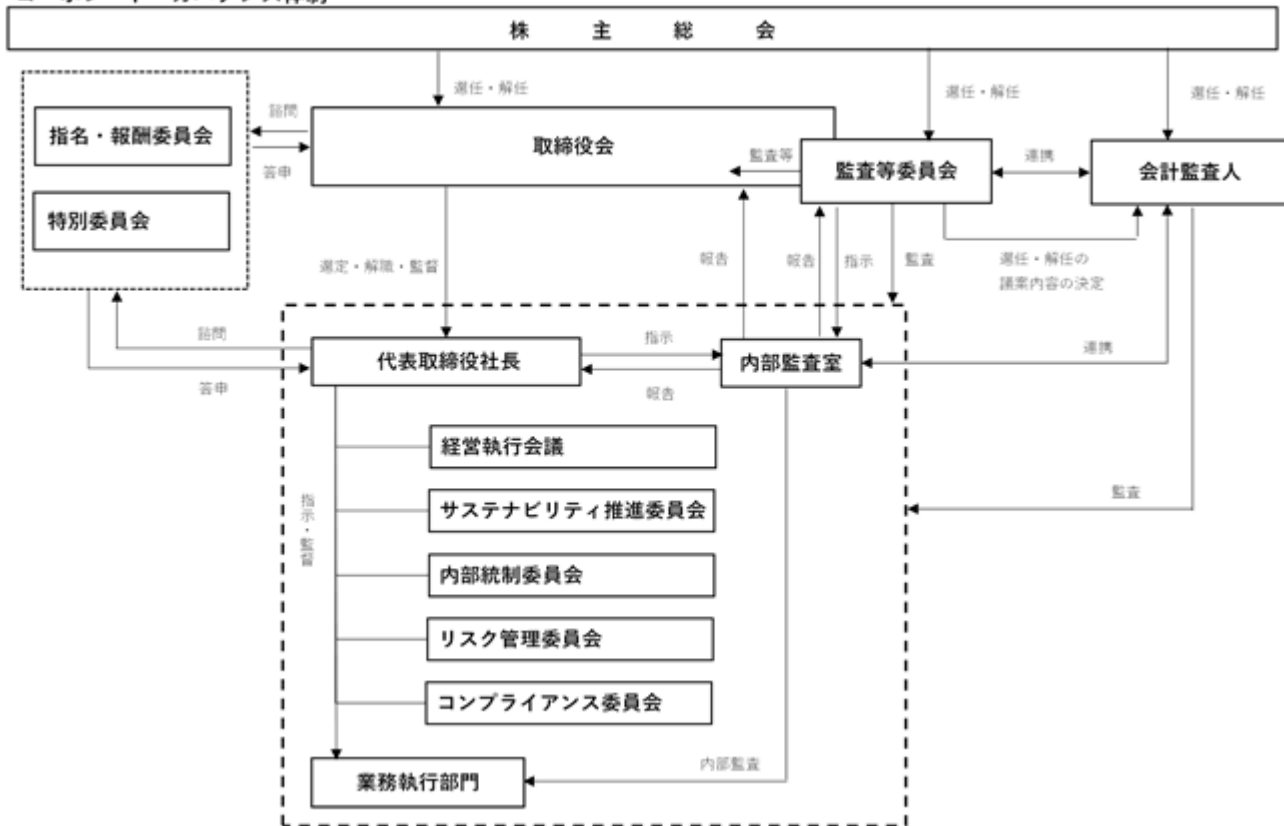 株主総会
選任・解任
選任・解任
選任・解任
諮問
答申
指名・報酬委員会
特別委員会
取締役会
監査等
監査等委員会
連携
会計監査人
選定・解職・監督
報告
報告
指示
監査
選任・解任の
議案内容の決定
諮問
答申
代表取締役社長
指示
報告
内部監査室
連携
経営執行会議
サステナビリティ推進委員会
内部統制委員会
リスク管理委員会
コンプライアンス委員会
指示・監督
監査
内部監査
業務執行部門